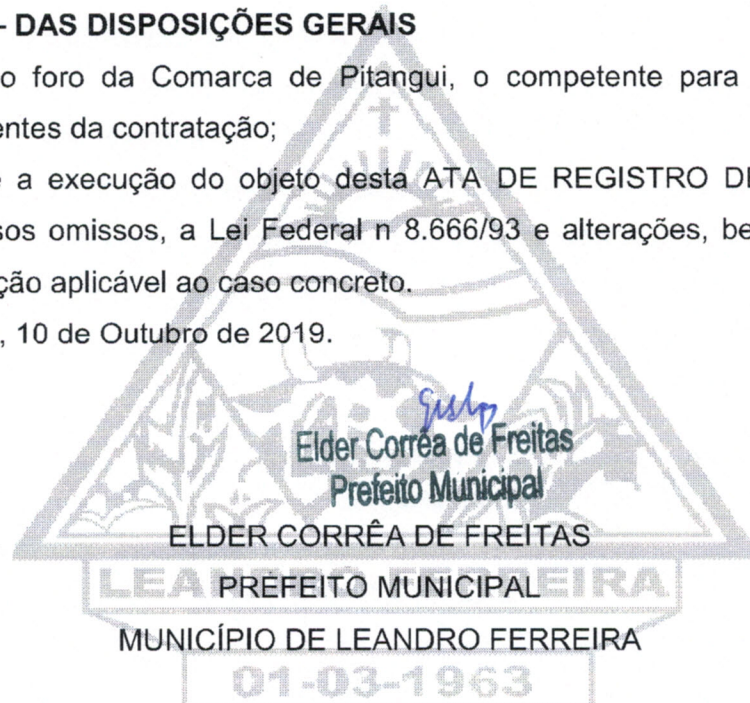 - DAS DISPOSIÇÕES GERAIS
o foro da Comarca de Pitangui, o competente para
entes da contratação;
a execução do objeto desta ATA DE REGISTRO DE
sos omissos, a Lei Federal n 8.666/93 e alterações, be
ção aplicável ao caso concreto.
, 10 de Outubro de 2019.
Elder Corrêa de Freitas
Prefeito Municipal
ELDER CORRÊA DE FREITAS
LEANDRO FERREIRA
PREFEITO MUNICIPAL
MUNICÍPIO DE LEANDRO FERREIRA
01-03-1963